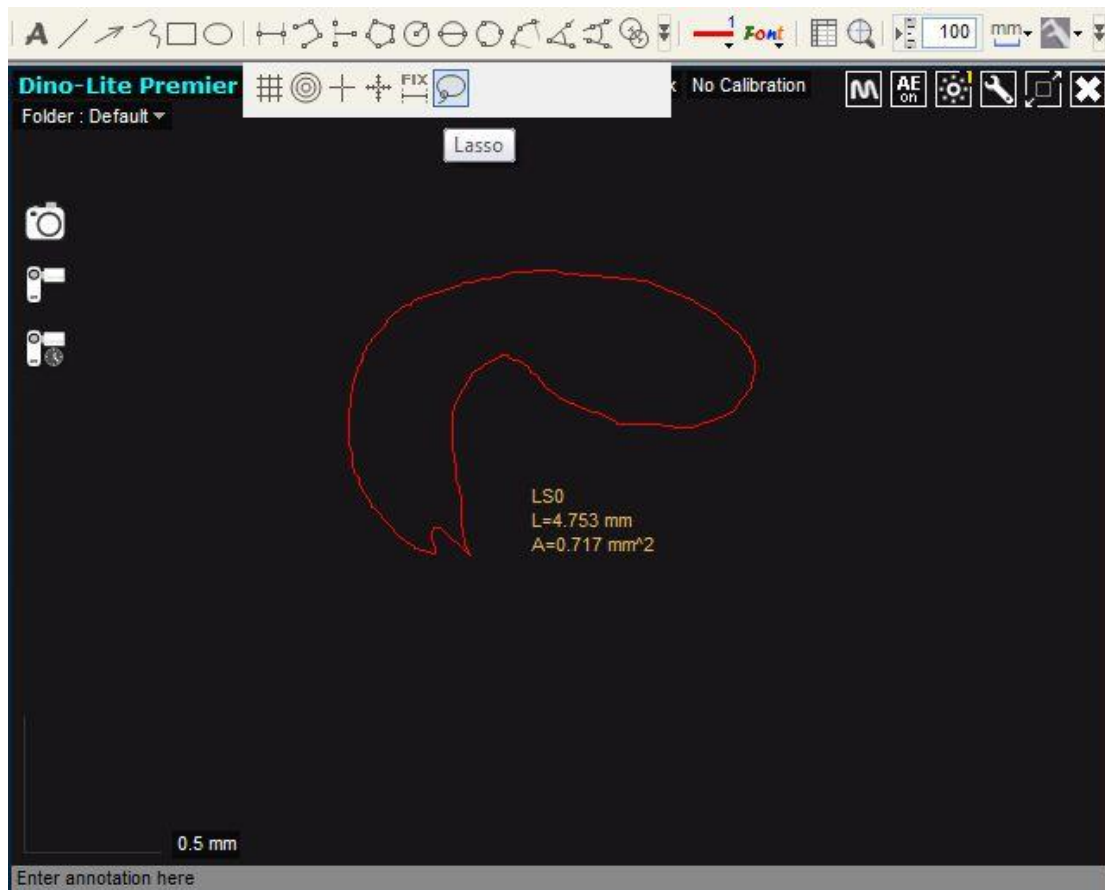 A
1
Font
100
mm
Dino-Lite Premier
FIX
x No Calibration
AE
on
Folder : Default
Lasso
LS0
L=4.753 mm
A=0.717 mm^2
0.5 mm
Enter annotation here